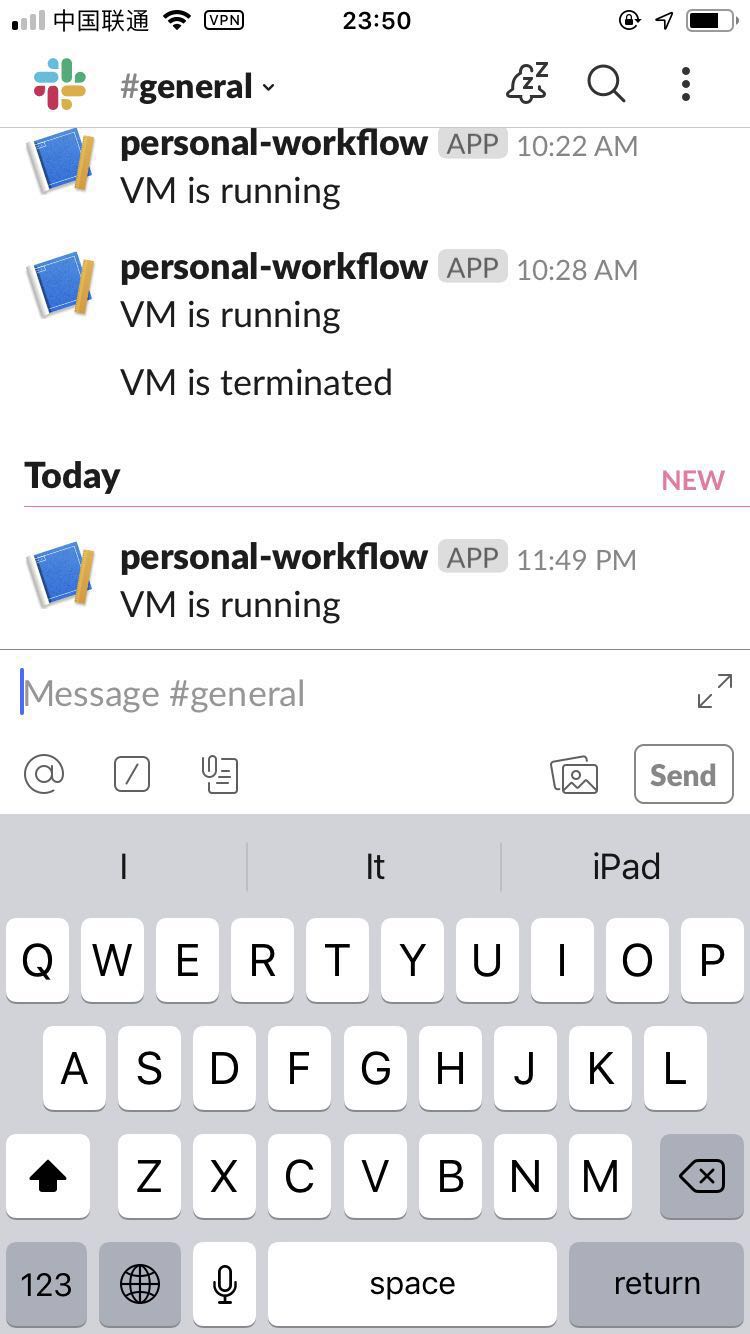 中国联通 VPN 23:50
#general
personal-workflow APP 10:22 AM
VM is running
personal-workflow APP 10:28 AM
VM is running
VM is terminated
Today NEW
personal-workflow APP 11:49 PM
VM is running
Message #general
@ / Send
I It iPad
Q W E R T Y U I O P
A S D F G H J K L
Z X C V B N M
123 space return